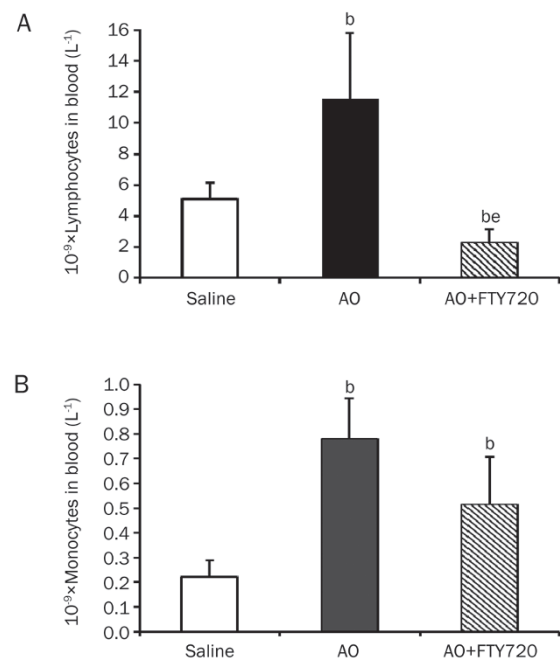 A
10⁻⁹×Lymphocytes in blood (L⁻¹)
18
16
14
12
10
8
6
4
2
0
b
be
Saline AO AO+FTY720
B
10⁻⁹×Monocytes in blood (L⁻¹)
1.0
0.9
0.8
0.7
0.6
0.5
0.4
0.3
0.2
0.1
0.0
b
b
Saline AO AO+FTY720